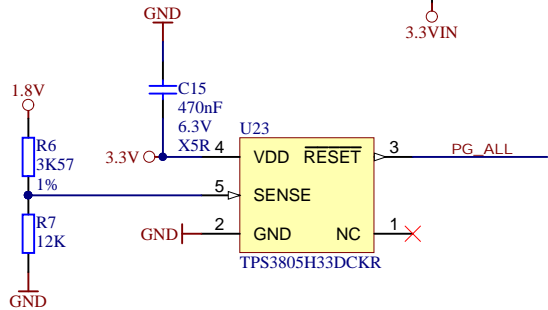 GND
3.3VIN
1.8V
C15
470nF
6.3V
X5R
U23
R6
3K57
1%
3.3V
4
VDD
RESET
3
PG_ALL
5
SENSE
R7
12K
GND
2
GND
NC
1
TPS3805H33DCKR
GND